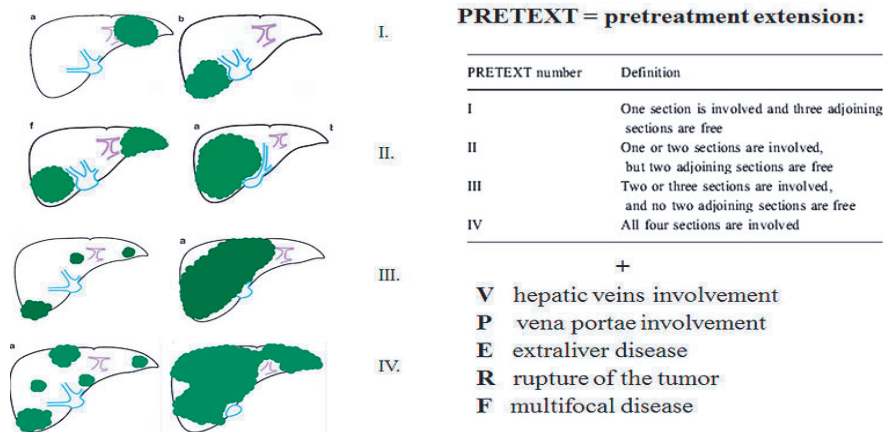 a
b
I.
f
a
t
II.
a
III.
a
IV.
PRETEXT = pretreatment extension:
PRETEXT number Definition
I One section is involved and three adjoining
sections are free
II One or two sections are involved,
but two adjoining sections are free
III Two or three sections are involved,
and no two adjoining sections are free
IV All four sections are involved
+
V hepatic veins involvement
P vena portae involvement
E extraliver disease
R rupture of the tumor
F multifocal disease